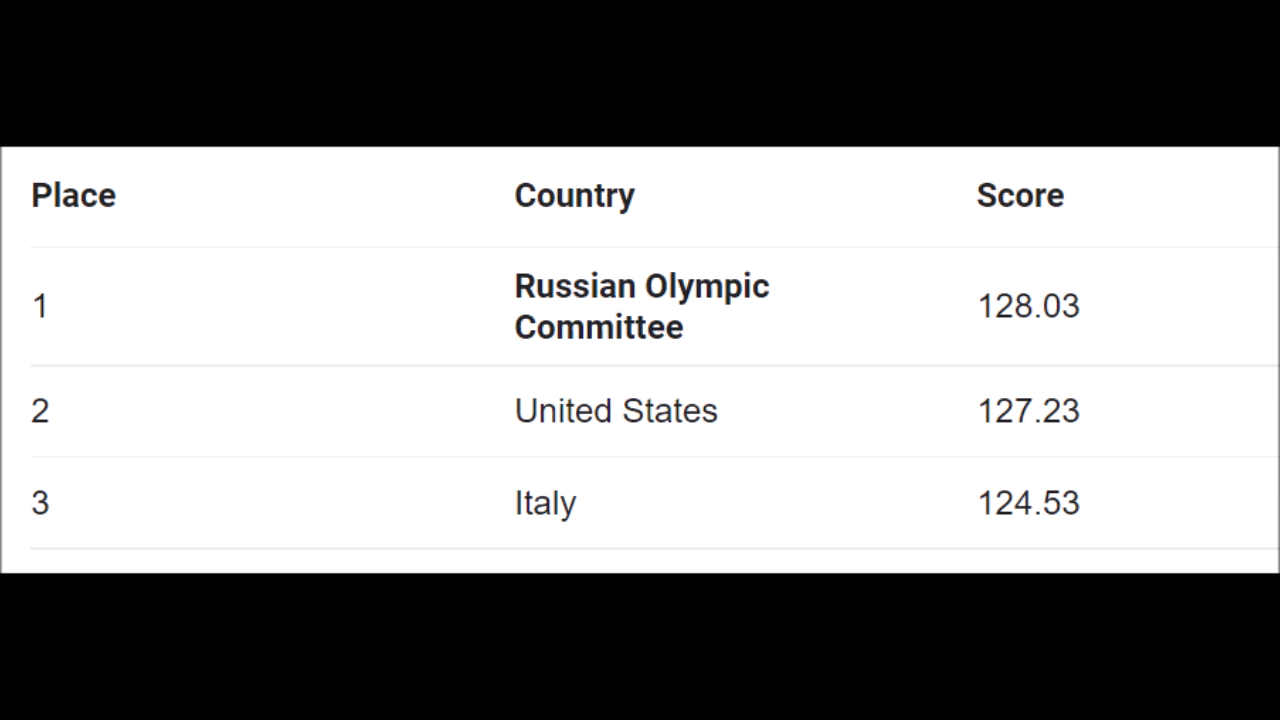 Place Country Score
1 Russian Olympic Committee 128.03
2 United States 127.23
3 Italy 124.53